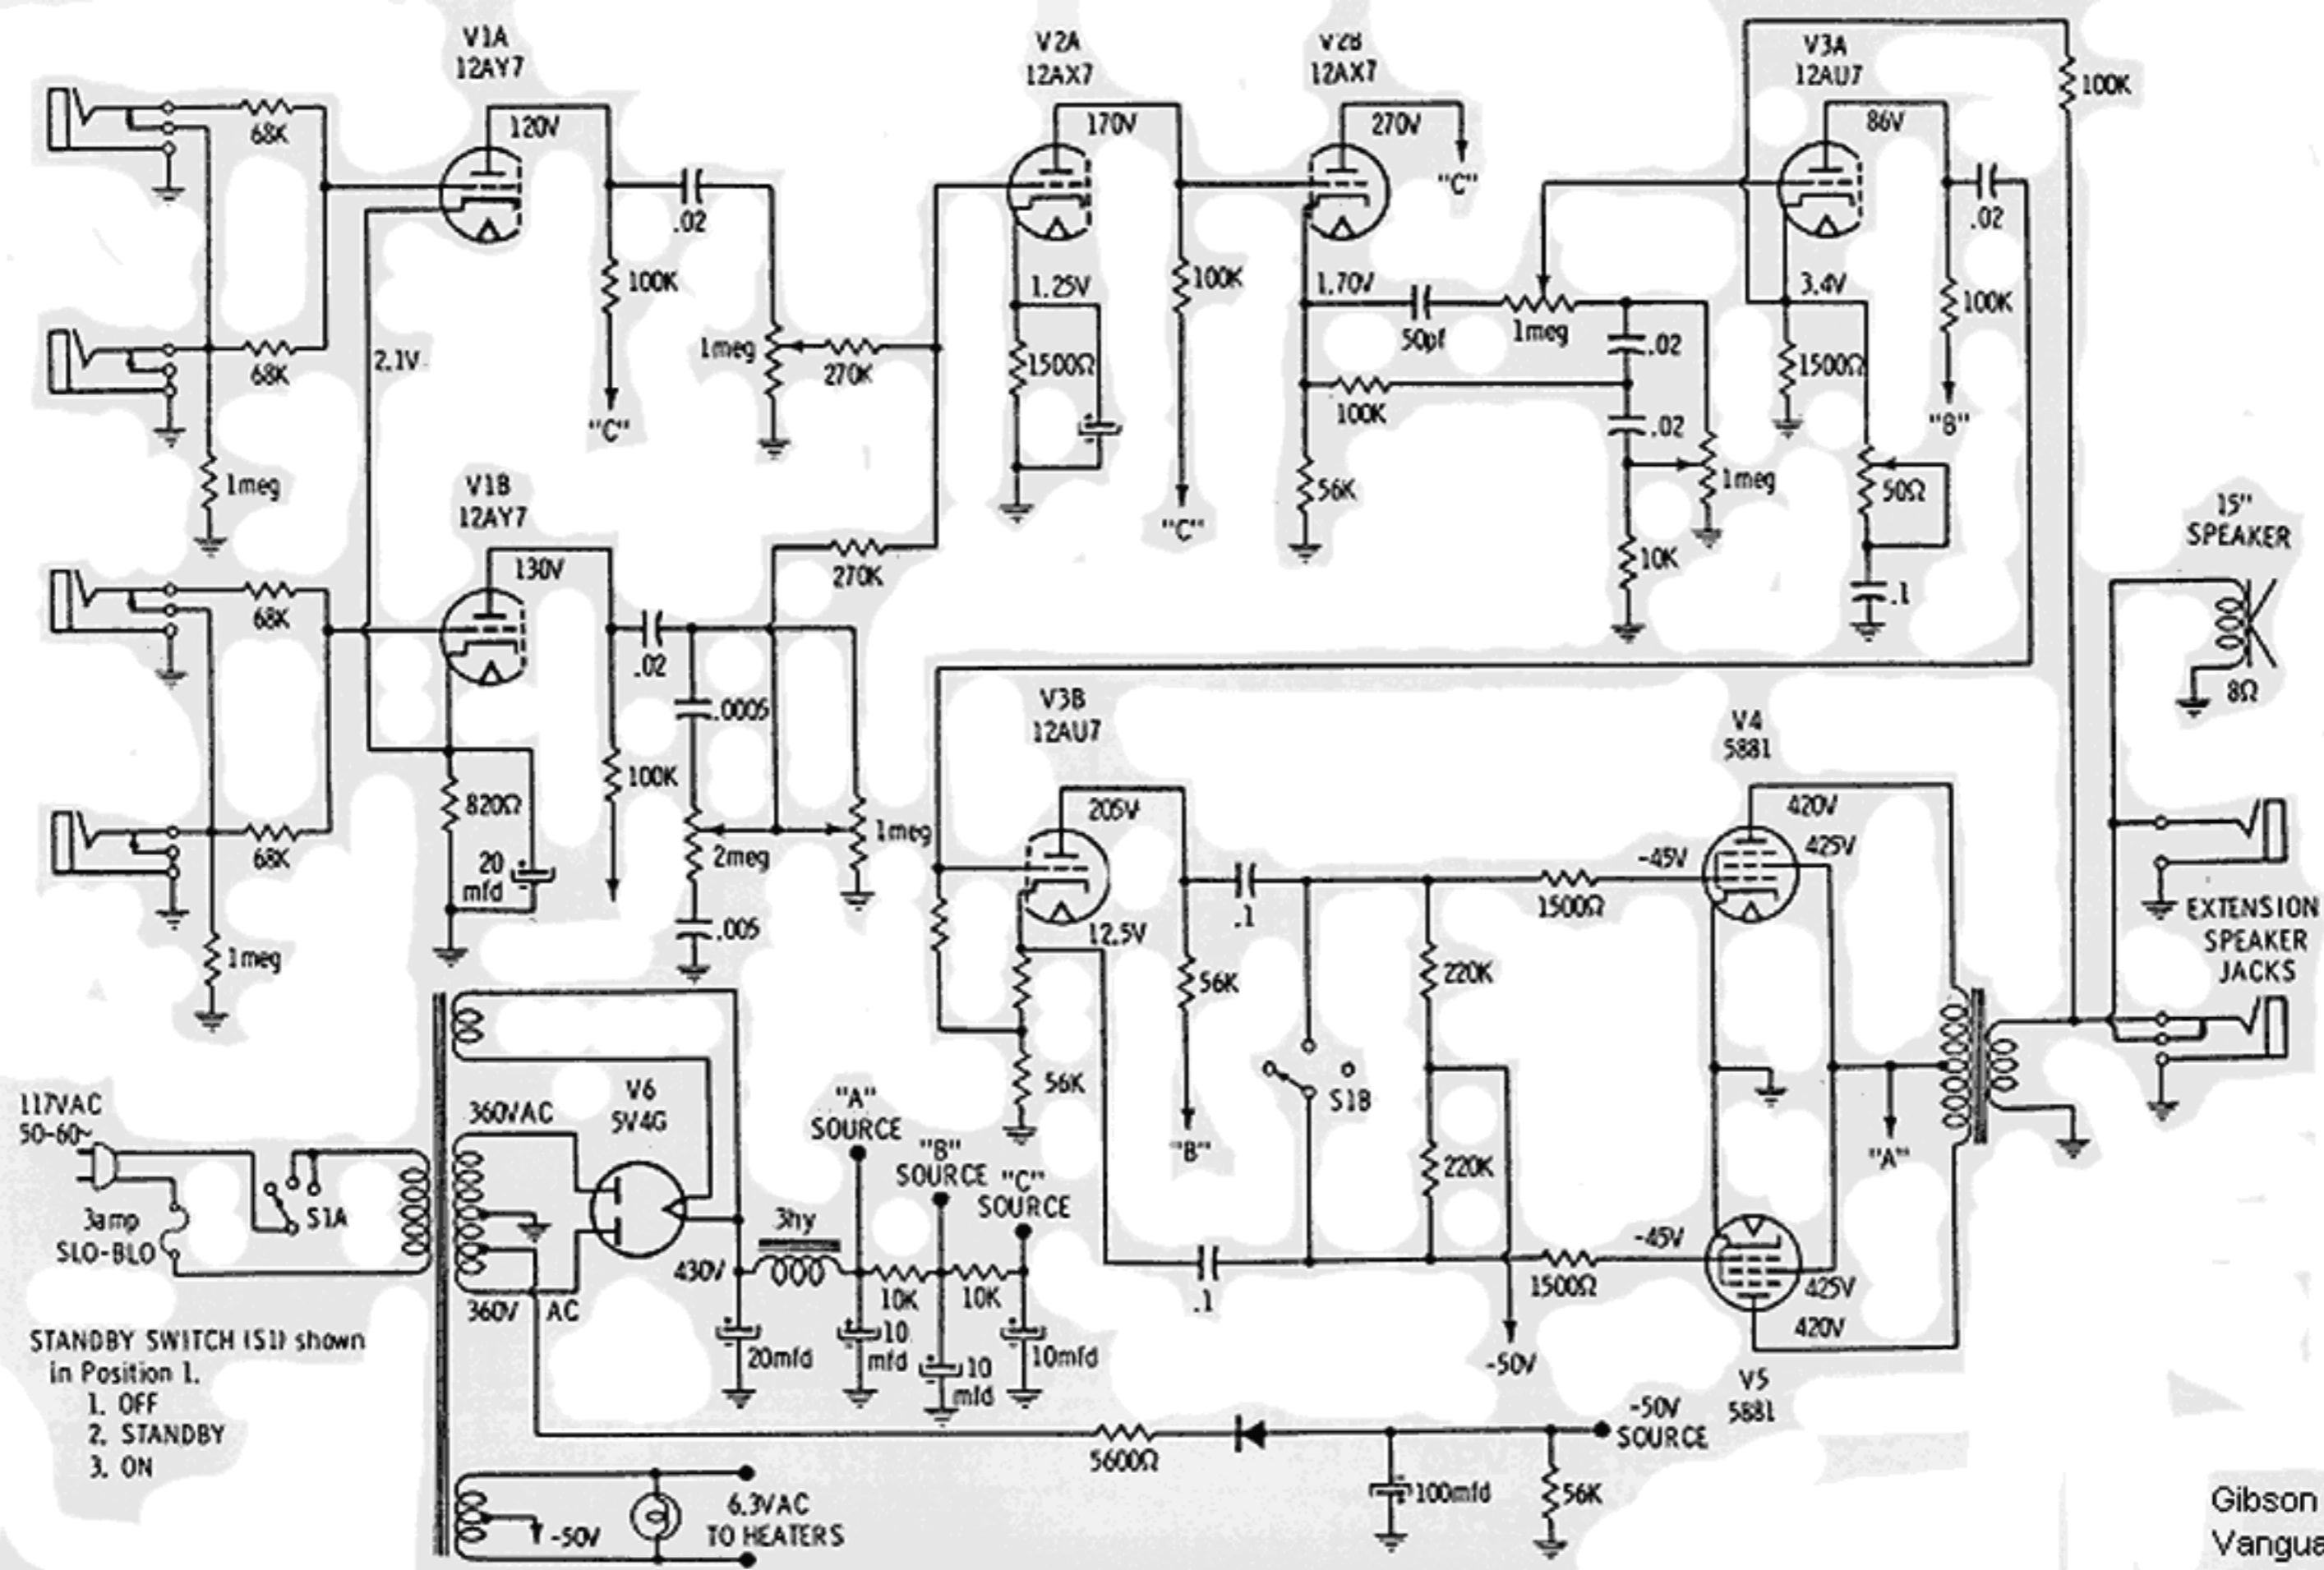 V1A
12AY7
V2A
12AX7
V2B
12AX7
V3A
12AU7
100K
68K
120V
.02
100K
"C"
68K
2.1V
1meg
270K
1meg
170V
100K
1.25V
1500Ω
"C"
270V
"C"
1.70V
50pf
1meg
.02
100K
.02
56K
1meg
10K
86V
.02
3.4V
100K
1500Ω
"B"
50Ω
.1
V1B
12AY7
130V
270K
68K
.02
.0005
100K
820Ω
20
mfd
2meg
1meg
.005
68K
1meg
15"
SPEAKER
8Ω
EXTENSION
SPEAKER
JACKS
V3B
12AU7
205V
12.5V
.1
56K
56K
"B"
.1
S1B
220K
220K
-50V
V4
5881
420V
-45V
425V
1500Ω
"A"
-45V
1500Ω
425V
420V
V5
5881
117VAC
50-60~
3amp
SLO-BLO
S1A
360VAC
V6
5V4G
360V AC
430V
3hy
"A"
SOURCE
"B"
SOURCE
"C"
SOURCE
10K
10K
20mfd
10
mfd
10
mfd
10mfd
STANDBY SWITCH (S1) shown
in Position 1.
1. OFF
2. STANDBY
3. ON
5600Ω
-50V
SOURCE
100mfd
56K
-50V
6.3VAC
TO HEATERS
Gibson
Vangua